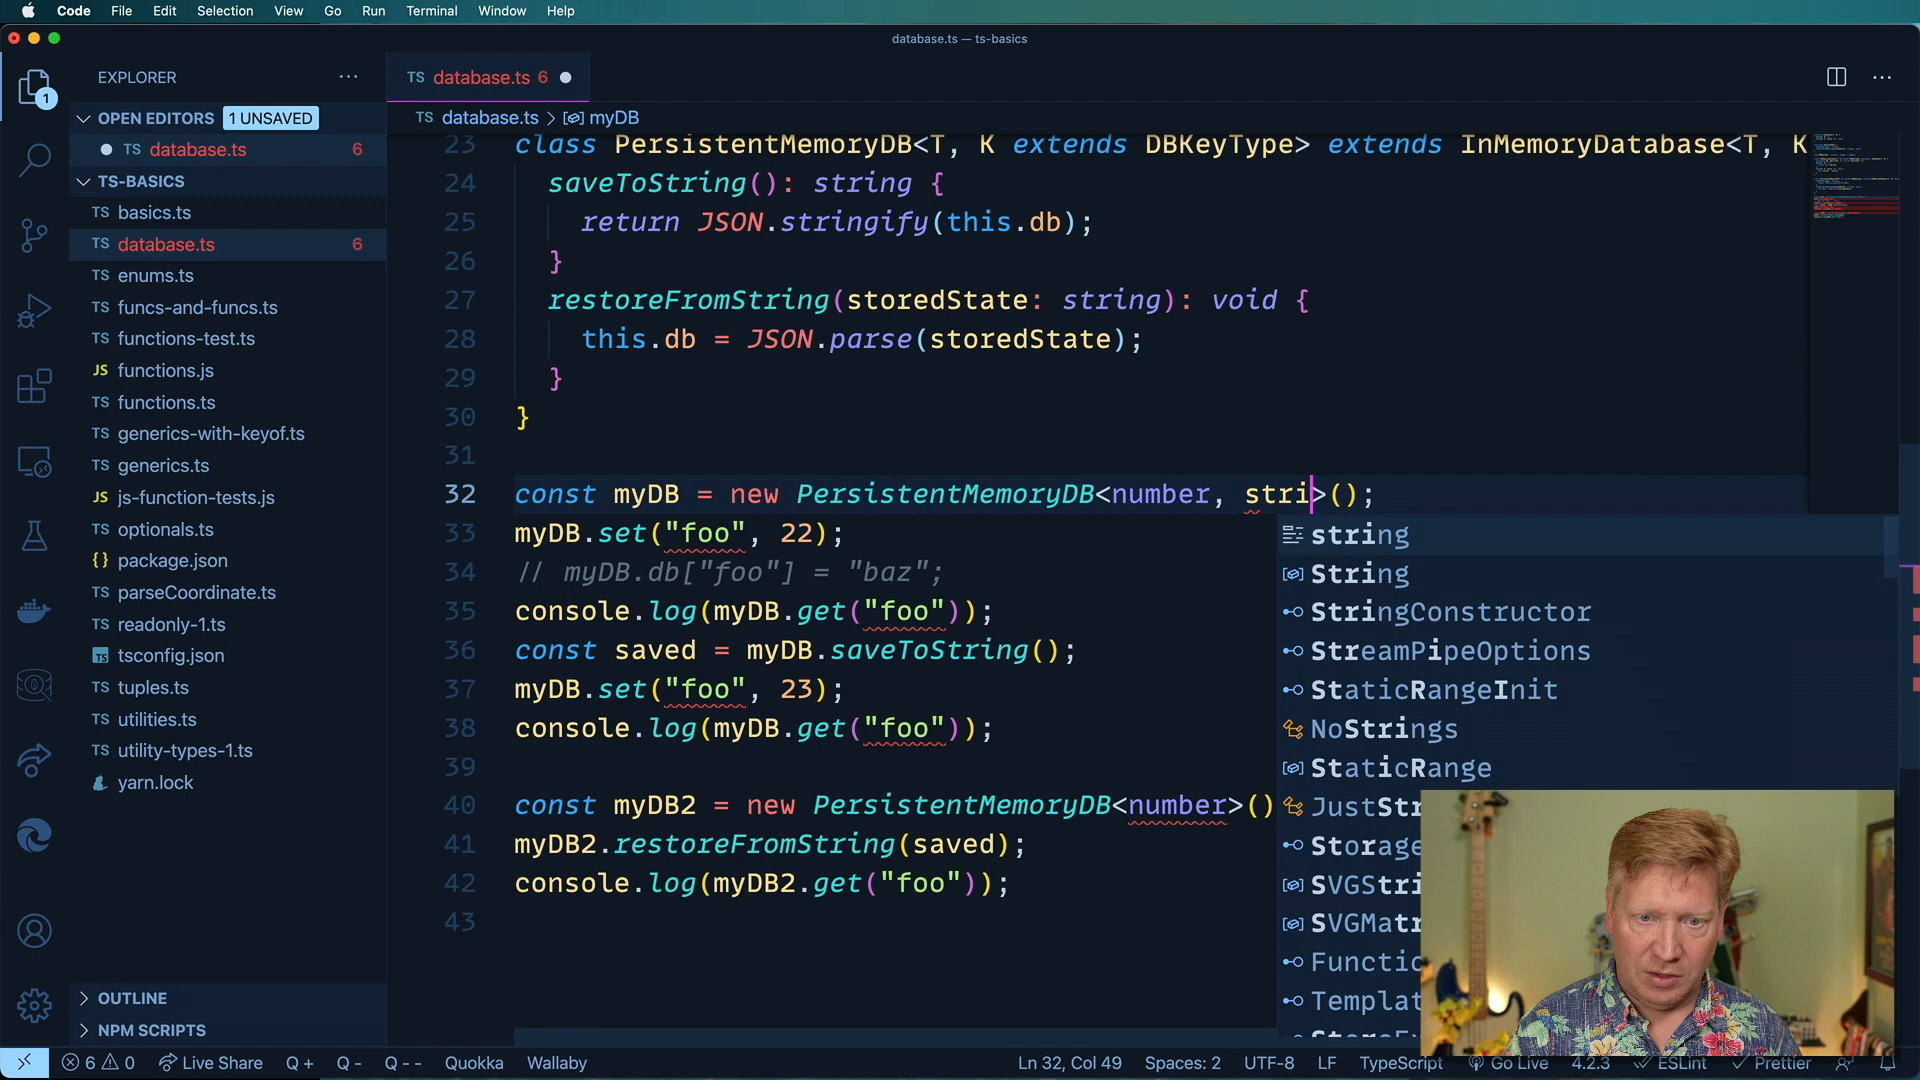 Code File Edit Selection View Go Run Terminal Window Help
database.ts — ts-basics
EXPLORER
TS database.ts 6
1
OPEN EDITORS 1 UNSAVED
TS database.ts 6
TS-BASICS
TS basics.ts
TS database.ts 6
TS enums.ts
TS funcs-and-funcs.ts
TS functions-test.ts
JS functions.js
TS functions.ts
TS generics-with-keyof.ts
TS generics.ts
JS js-function-tests.js
TS optionals.ts
{} package.json
TS parseCoordinate.ts
TS readonly-1.ts
TS tsconfig.json
TS tuples.ts
TS utilities.ts
TS utility-types-1.ts
yarn.lock
OUTLINE
NPM SCRIPTS
TS database.ts > myDB
23 class PersistentMemoryDB<T, K extends DBKeyType> extends InMemoryDatabase<T, K
24 saveToString(): string {
25 return JSON.stringify(this.db);
26 }
27 restoreFromString(storedState: string): void {
28 this.db = JSON.parse(storedState);
29 }
30 }
31
32 const myDB = new PersistentMemoryDB<number, stri>();
33 myDB.set("foo", 22);
34 // myDB.db["foo"] = "baz";
35 console.log(myDB.get("foo"));
36 const saved = myDB.saveToString();
37 myDB.set("foo", 23);
38 console.log(myDB.get("foo"));
39
40 const myDB2 = new PersistentMemoryDB<number>()
41 myDB2.restoreFromString(saved);
42 console.log(myDB2.get("foo"));
43
string
String
StringConstructor
StreamPipeOptions
StaticRangeInit
NoStrings
StaticRange
JustStr
Storage
SVGStri
SVGMatr
Functio
Templat
6 0 Live Share Q + Q - Q - - Quokka Wallaby
Ln 32, Col 49 Spaces: 2 UTF-8 LF TypeScript Go Live 4.2.3 ESLint Prettier